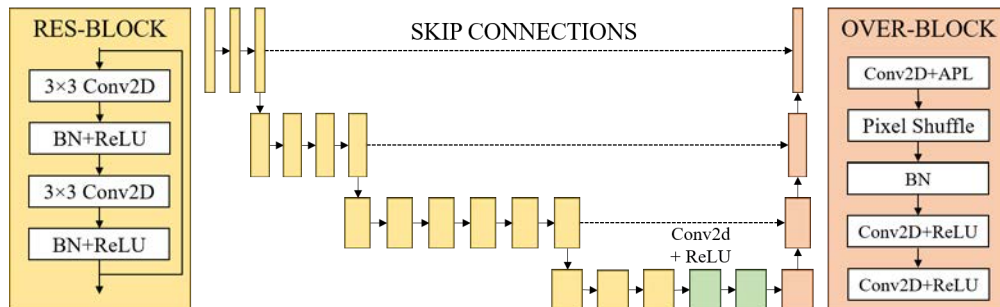 RES-BLOCK
3×3 Conv2D
BN+ReLU
3×3 Conv2D
BN+ReLU
SKIP CONNECTIONS
Conv2d
+ ReLU
OVER-BLOCK
Conv2D+APL
Pixel Shuffle
BN
Conv2D+ReLU
Conv2D+ReLU